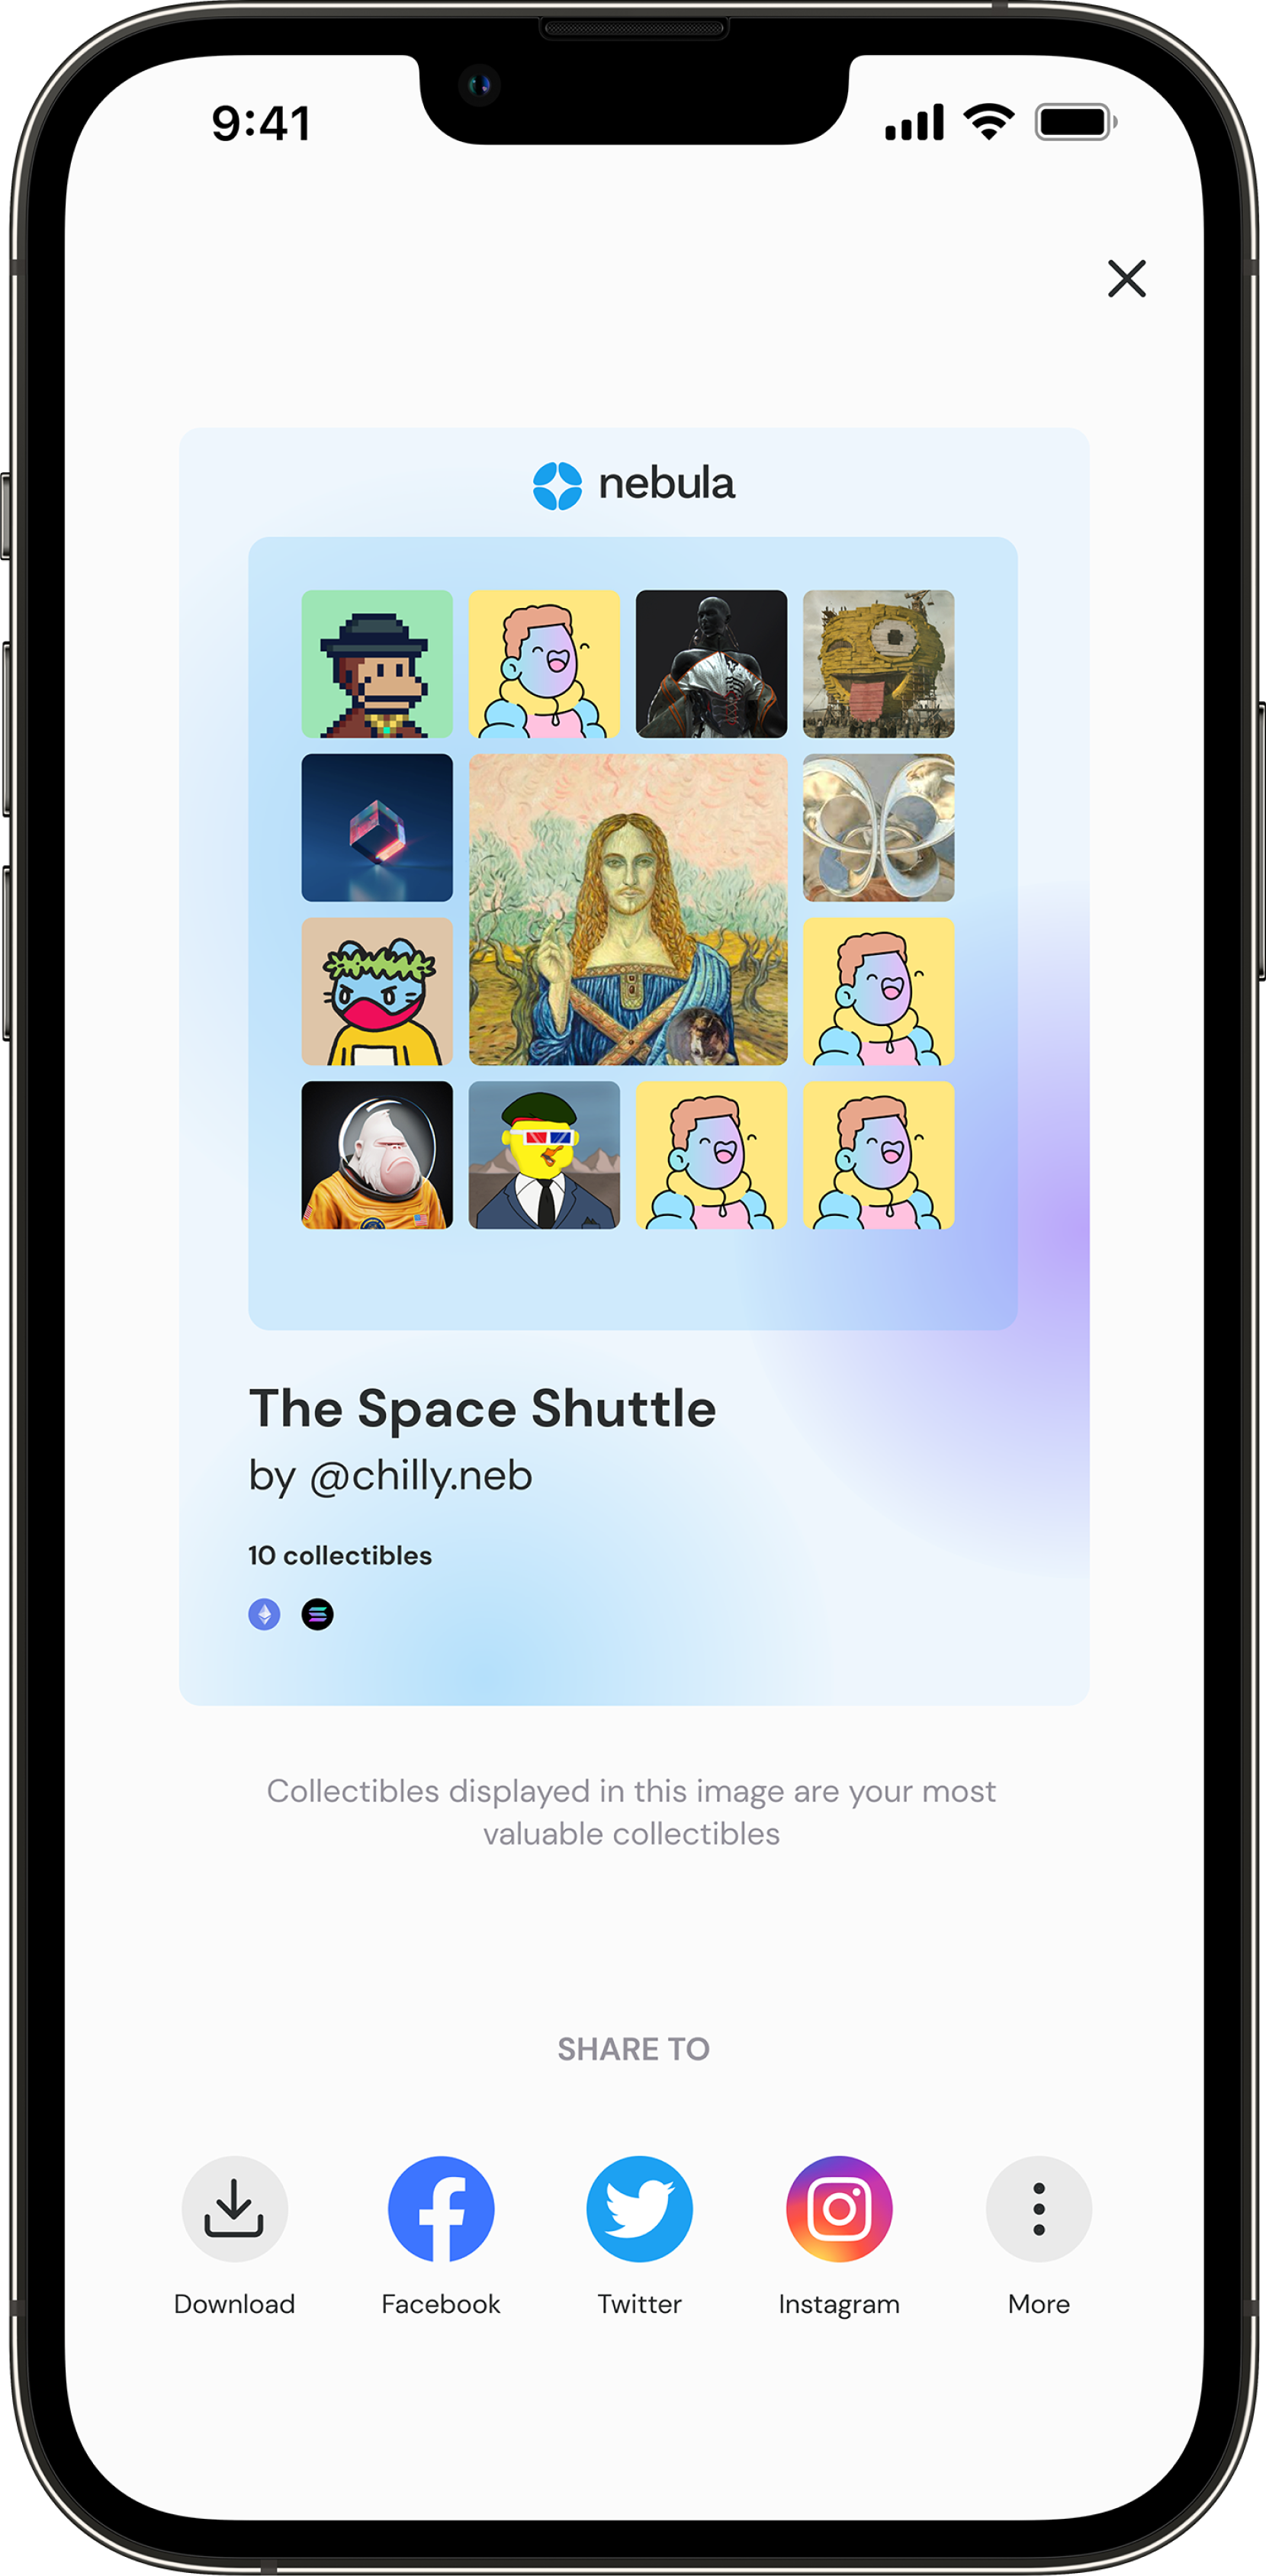 9:41
nebula
The Space Shuttle
by @chilly.neb
10 collectibles
Collectibles displayed in this image are your most
valuable collectibles
SHARE TO
Download
Facebook
Twitter
Instagram
More